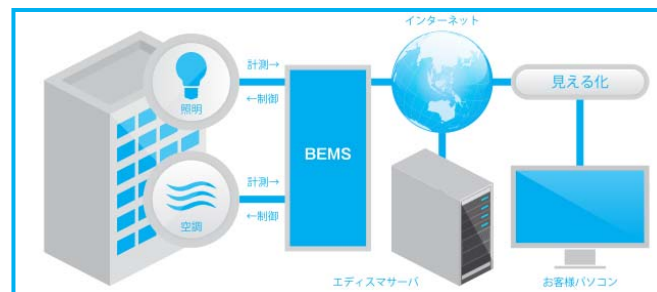 インターネット
計測→
照明
←制御
見える化
BEMS
計測→
空調
←制御
エディスマサーバ
お客様パソコン